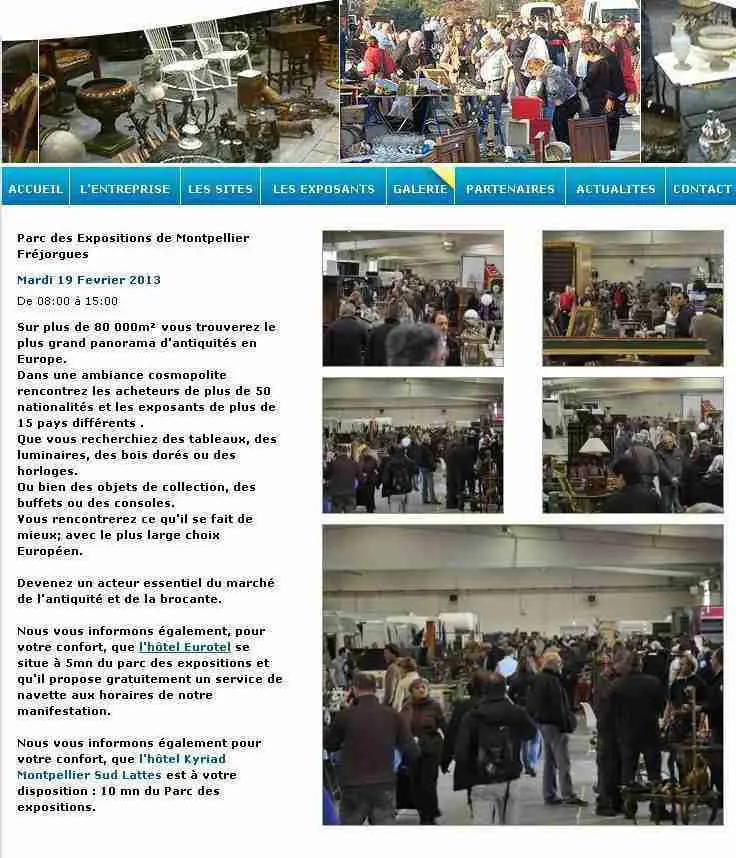 ACCUEIL L'ENTREPRISE LES SITES LES EXPOSANTS GALERIE PARTENAIRES ACTUALITES CONTACT
Parc des Expositions de Montpellier
Fréjorgues
Mardi 19 Fevrier 2013
De 08:00 à 15:00
Sur plus de 80 000m² vous trouverez le
plus grand panorama d'antiquités en
Europe.
Dans une ambiance cosmopolite
rencontrez les acheteurs de plus de 50
nationalités et les exposants de plus de
15 pays différents .
Que vous recherchiez des tableaux, des
luminaires, des bois dorés ou des
horloges.
Ou bien des objets de collection, des
buffets ou des consoles.
Vous rencontrerez ce qu'il se fait de
mieux; avec le plus large choix
Européen.
Devenez un acteur essentiel du marché
de l'antiquité et de la brocante.
Nous vous informons également, pour
votre confort, que l'hôtel Eurotel se
situe à 5mn du parc des expositions et
qu'il propose gratuitement un service de
navette aux horaires de notre
manifestation.
Nous vous informons également pour
votre confort, que l'hôtel Kyriad
Montpellier Sud Lattes est à votre
disposition : 10 mn du Parc des
expositions.